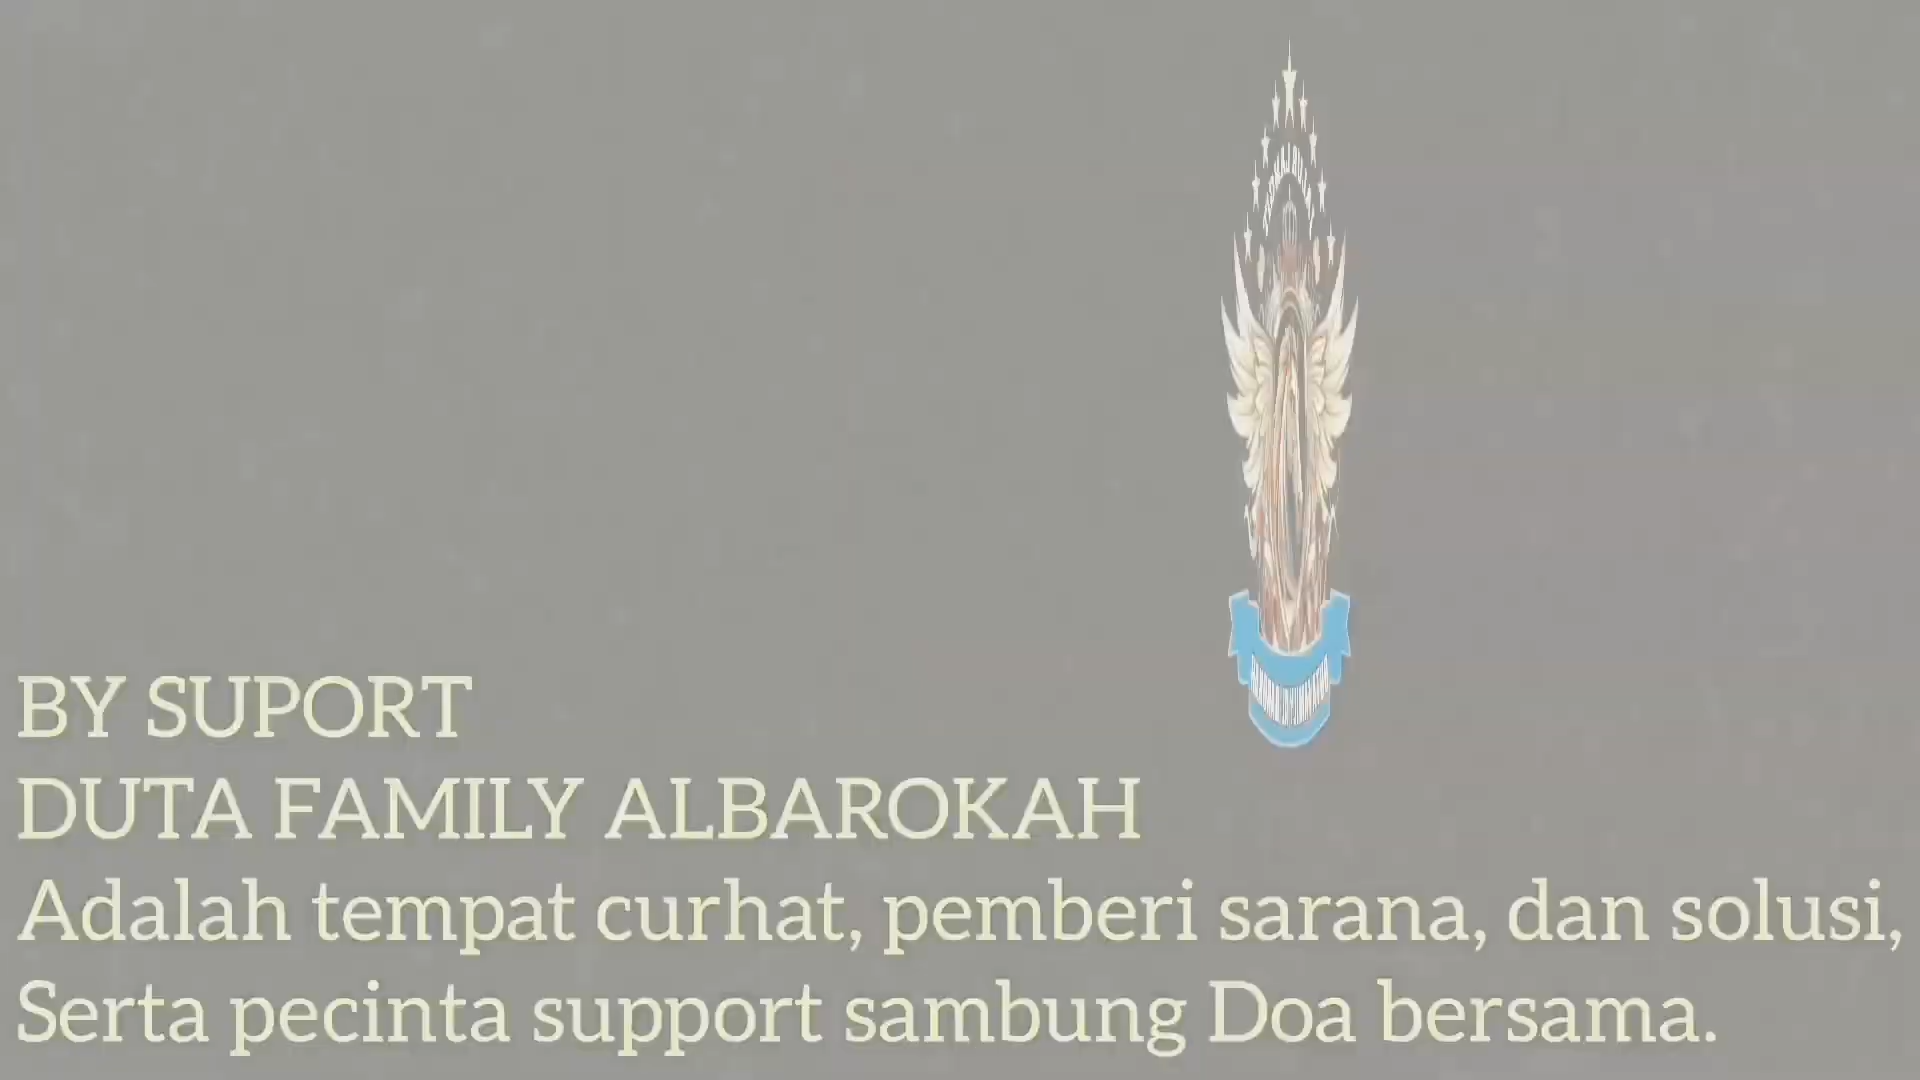 BY SUPORT
DUTA FAMILY ALBAROKAH
Adalah tempat curhat, pemberi sarana, dan solusi,
Serta pecinta support sambung Doa bersama.